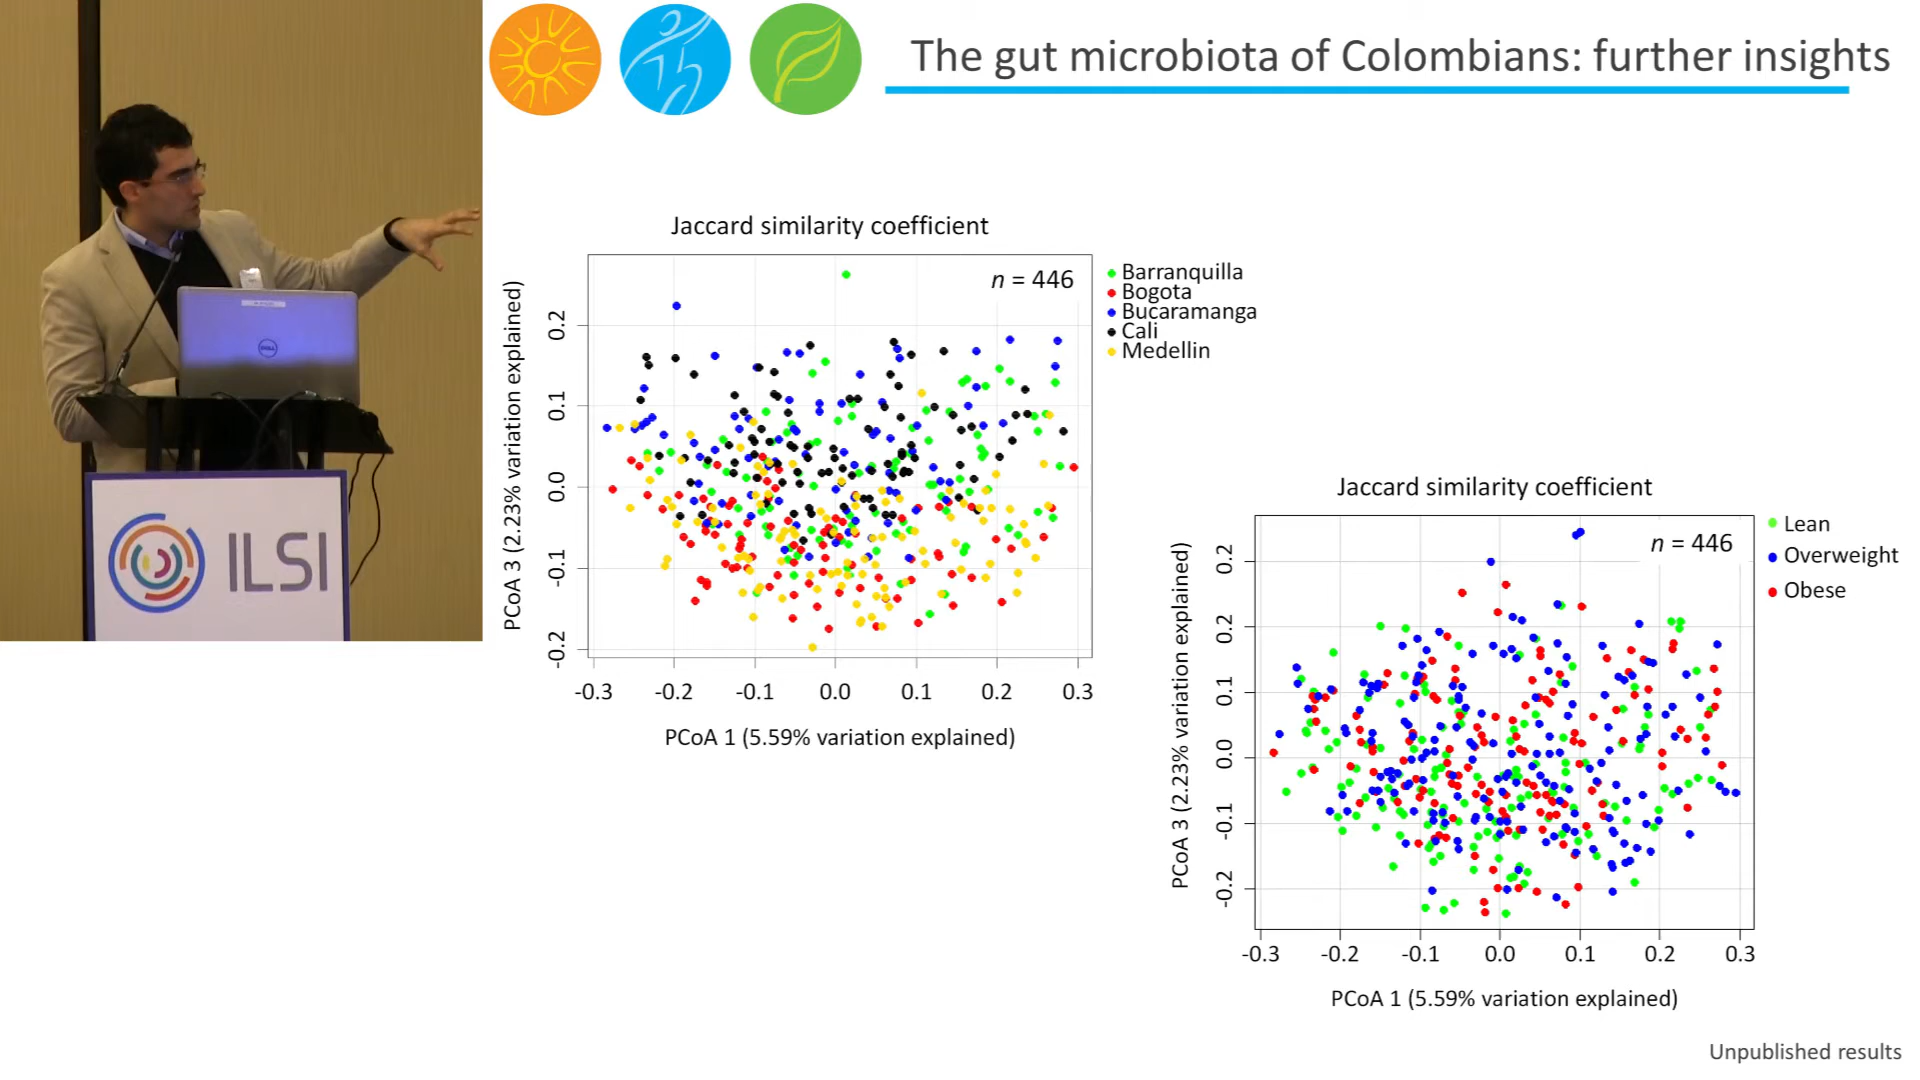 The gut microbiota of Colombians: further insights
Jaccard similarity coefficient
n = 446
Barranquilla
Bogota
Bucaramanga
Cali
Medellin
PCoA 3 (2.23% variation explained)
0.2
0.1
0.0
-0.1
-0.2
-0.3 -0.2 -0.1 0.0 0.1 0.2 0.3
PCoA 1 (5.59% variation explained)
Jaccard similarity coefficient
n = 446
Lean
Overweight
Obese
PCoA 3 (2.23% variation explained)
0.2
0.2
0.1
0.0
-0.1
-0.2
-0.3 -0.2 -0.1 0.0 0.1 0.2 0.3
PCoA 1 (5.59% variation explained)
Unpublished results
DELL
ILSI